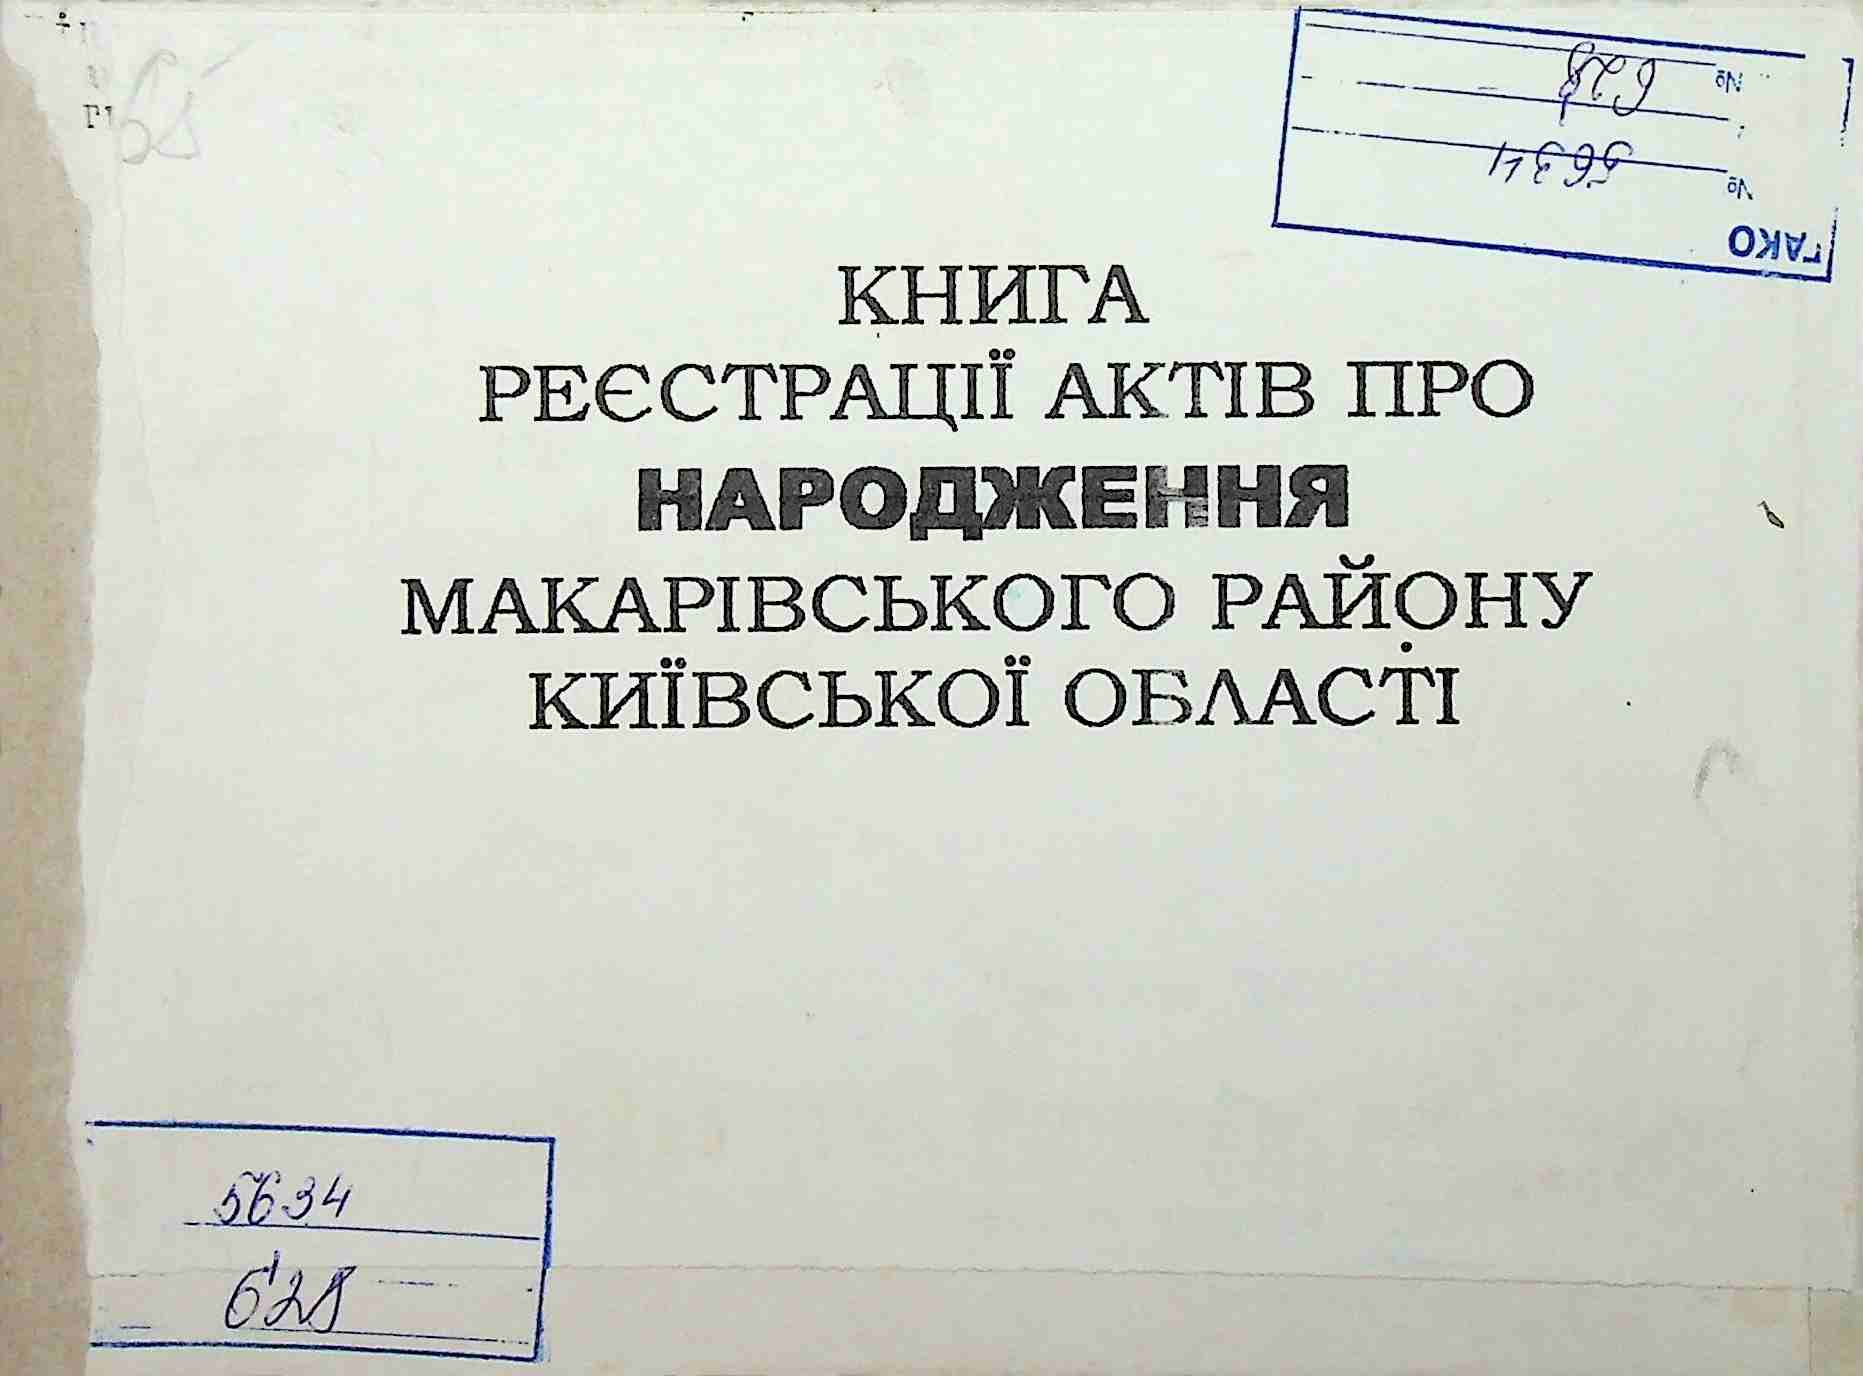 КНИГА
РЕЄСТРАЦІЇ АКТІВ ПРО
НАРОДЖЕННЯ
МАКАРІВСЬКОГО РАЙОНУ
КИЇВСЬКОЇ ОБЛАСТІ
ГАКО
№ 5634
№ 628
5634
628